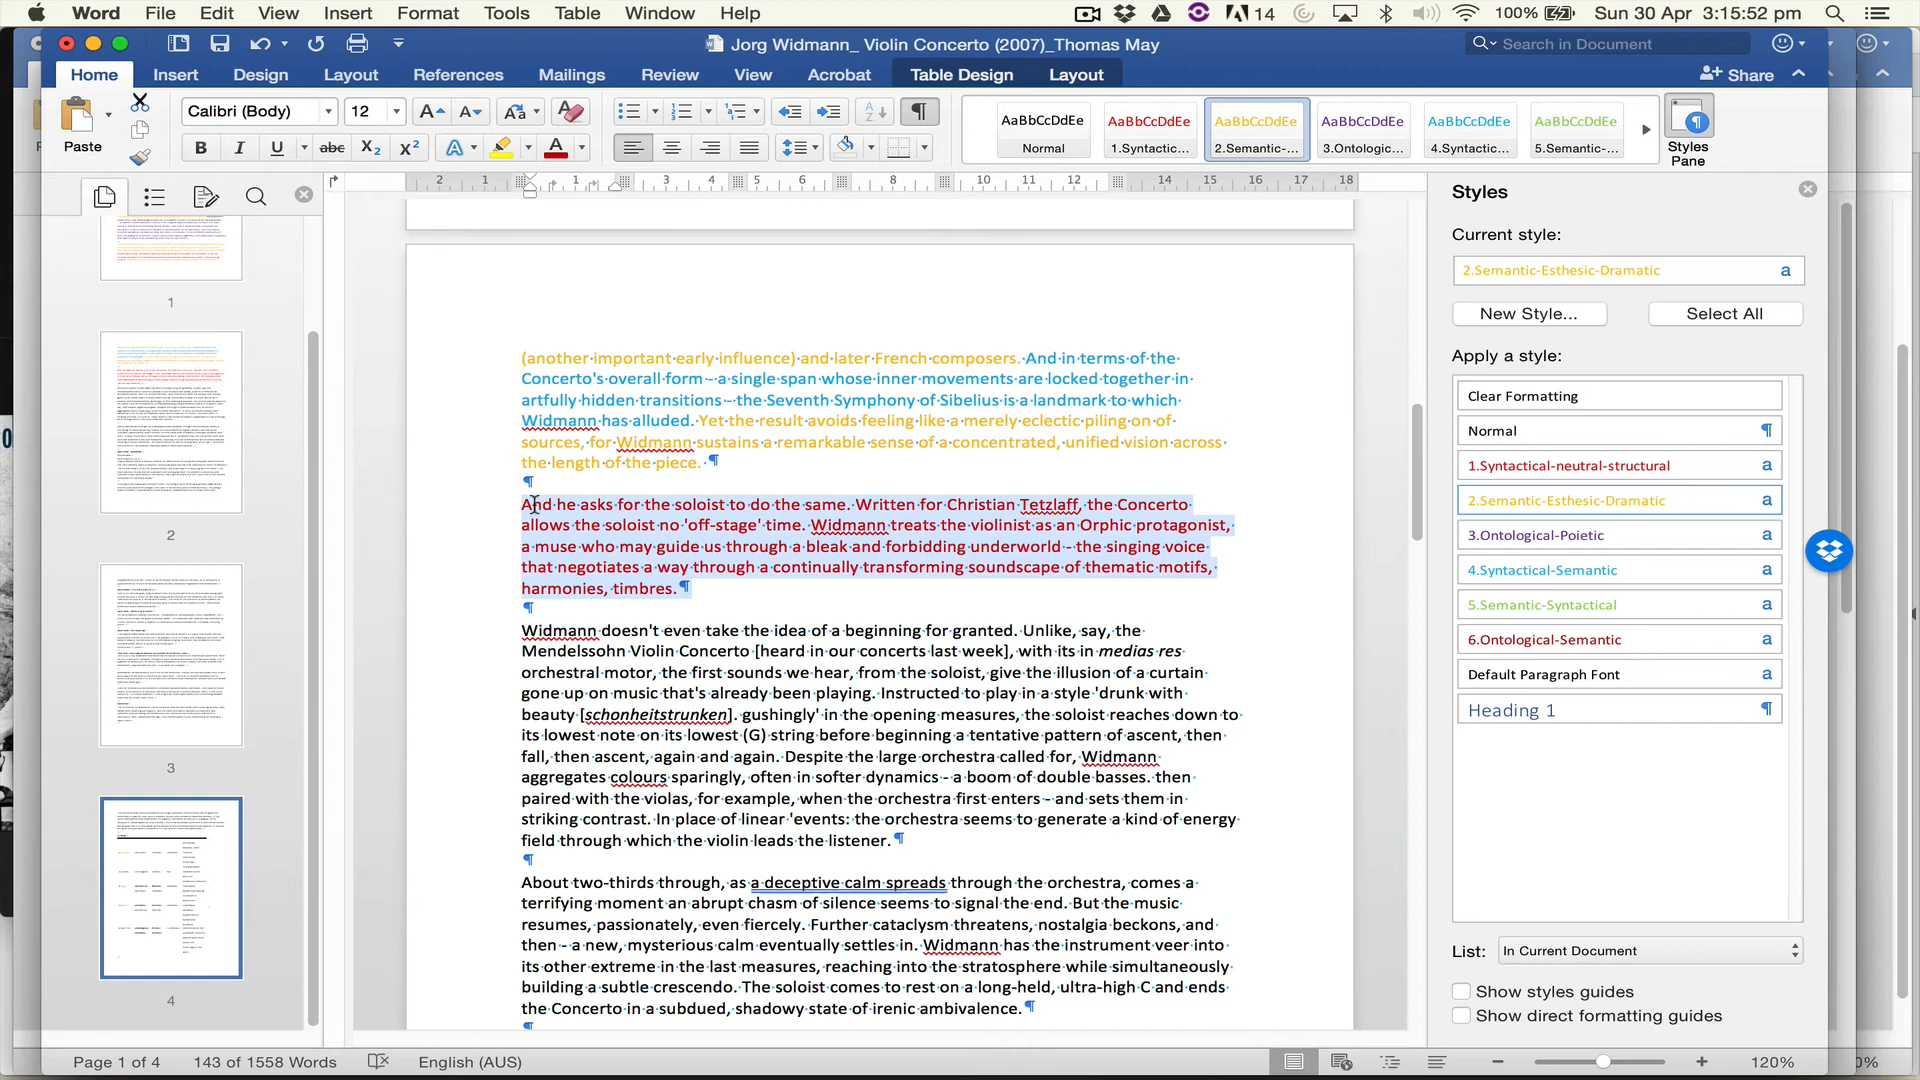 Word File Edit View Insert Format Tools Table Window Help 14 100% Sun 30 Apr 3:15:52 pm
Jorg Widmann_ Violin Concerto (2007)_Thomas May
Search in Document
Home Insert Design Layout References Mailings Review View Acrobat Table Design Layout Share
Calibri (Body) 12
Paste
B I U abc X2 X2 A A
AaBbCcDdEe Normal
AaBbCcDdEe 1.Syntactic...
AaBbCcDdEe 2.Semantic-...
AaBbCcDdEe 3.Ontologic...
AaBbCcDdEe 4.Syntactic...
AaBbCcDdEe 5.Semantic-...
Styles Pane
2 1 1 3 4 5 6 8 10 11 12 14 15 16 17 18
1
2
3
4
(another important early influence) and later French composers. And in terms of the
Concerto's overall form -- a single span whose inner movements are locked together in
artfully hidden transitions -- the Seventh Symphony of Sibelius is a landmark to which
Widmann has alluded. Yet the result avoids feeling like a merely eclectic piling on of
sources, for Widmann sustains a remarkable sense of a concentrated, unified vision across
the length of the piece. ¶
¶
And he asks for the soloist to do the same. Written for Christian Tetzlaff, the Concerto
allows the soloist no 'off-stage' time. Widmann treats the violinist as an Orphic protagonist,
a muse who may guide us through a bleak and forbidding underworld -- the singing voice
that negotiates a way through a continually transforming soundscape of thematic motifs,
harmonies, timbres.¶
¶
Widmann doesn't even take the idea of a beginning for granted. Unlike, say, the
Mendelssohn Violin Concerto [heard in our concerts last week], with its in medias res
orchestral motor, the first sounds we hear, from the soloist, give the illusion of a curtain
gone up on music that's already been playing. Instructed to play in a style 'drunk with
beauty [schonheitstrunken]. gushingly' in the opening measures, the soloist reaches down to
its lowest note on its lowest (G) string before beginning a tentative pattern of ascent, then
fall, then ascent, again and again. Despite the large orchestra called for, Widmann
aggregates colours sparingly, often in softer dynamics - a boom of double basses. then
paired with the violas, for example, when the orchestra first enters -- and sets them in
striking contrast. In place of linear 'events: the orchestra seems to generate a kind of energy
field through which the violin leads the listener. ¶
¶
About two-thirds through, as a deceptive calm spreads through the orchestra, comes a
terrifying moment an abrupt chasm of silence seems to signal the end. But the music
resumes, passionately, even fiercely. Further cataclysm threatens, nostalgia beckons, and
then -- a new, mysterious calm eventually settles in. Widmann has the instrument veer into
its other extreme in the last measures, reaching into the stratosphere while simultaneously
building a subtle crescendo. The soloist comes to rest on a long-held, ultra-high C and ends
the Concerto in a subdued, shadowy state of irenic ambivalence. ¶
¶
Styles
Current style:
2.Semantic-Esthesic-Dramatic a
New Style... Select All
Apply a style:
Clear Formatting
Normal ¶
1.Syntactical-neutral-structural a
2.Semantic-Esthesic-Dramatic a
3.Ontological-Poietic a
4.Syntactical-Semantic a
5.Semantic-Syntactical a
6.Ontological-Semantic a
Default Paragraph Font a
Heading 1 ¶
List: In Current Document
Show styles guides
Show direct formatting guides
Page 1 of 4 143 of 1558 Words English (AUS) 120%